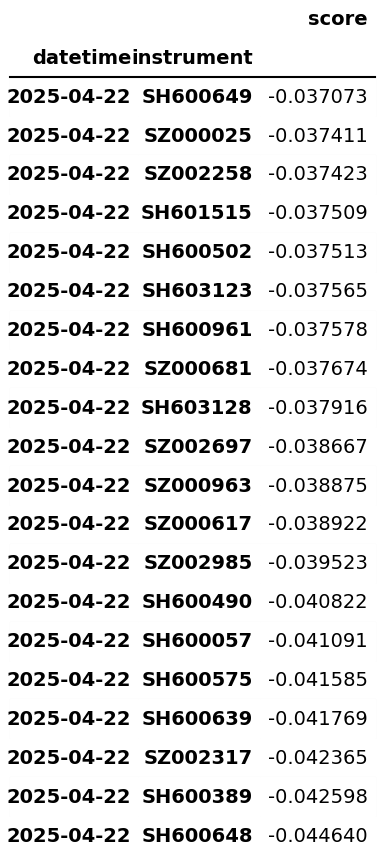 score
datetime instrument
2025-04-22 SH600649 -0.037073
2025-04-22 SZ000025 -0.037411
2025-04-22 SZ002258 -0.037423
2025-04-22 SH601515 -0.037509
2025-04-22 SH600502 -0.037513
2025-04-22 SH603123 -0.037565
2025-04-22 SH600961 -0.037578
2025-04-22 SZ000681 -0.037674
2025-04-22 SH603128 -0.037916
2025-04-22 SZ002697 -0.038667
2025-04-22 SZ000963 -0.038875
2025-04-22 SZ000617 -0.038922
2025-04-22 SZ002985 -0.039523
2025-04-22 SH600490 -0.040822
2025-04-22 SH600057 -0.041091
2025-04-22 SH600575 -0.041585
2025-04-22 SH600639 -0.041769
2025-04-22 SZ002317 -0.042365
2025-04-22 SH600389 -0.042598
2025-04-22 SH600648 -0.044640